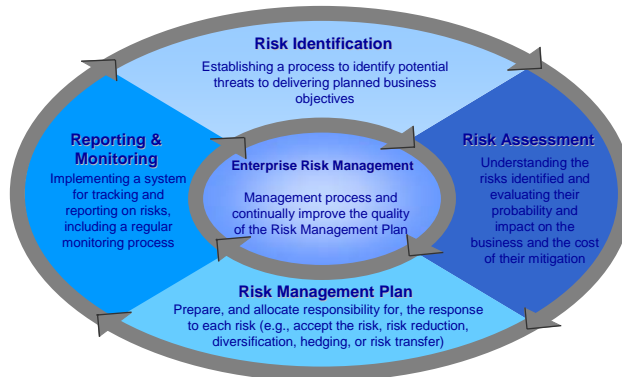 Risk Identification
Establishing a process to identify potential
threats to delivering planned business
objectives
Reporting &
Monitoring
Implementing a system
for tracking and
reporting on risks,
including a regular
monitoring process
Enterprise Risk Management
Management process and
continually improve the quality
of the Risk Management Plan
Risk Assessment
Understanding the
risks identified and
evaluating their
probability and
impact on the
business and the cost
of their mitigation
Risk Management Plan
Prepare, and allocate responsibility for, the response
to each risk (e.g., accept the risk, risk reduction,
diversification, hedging, or risk transfer)